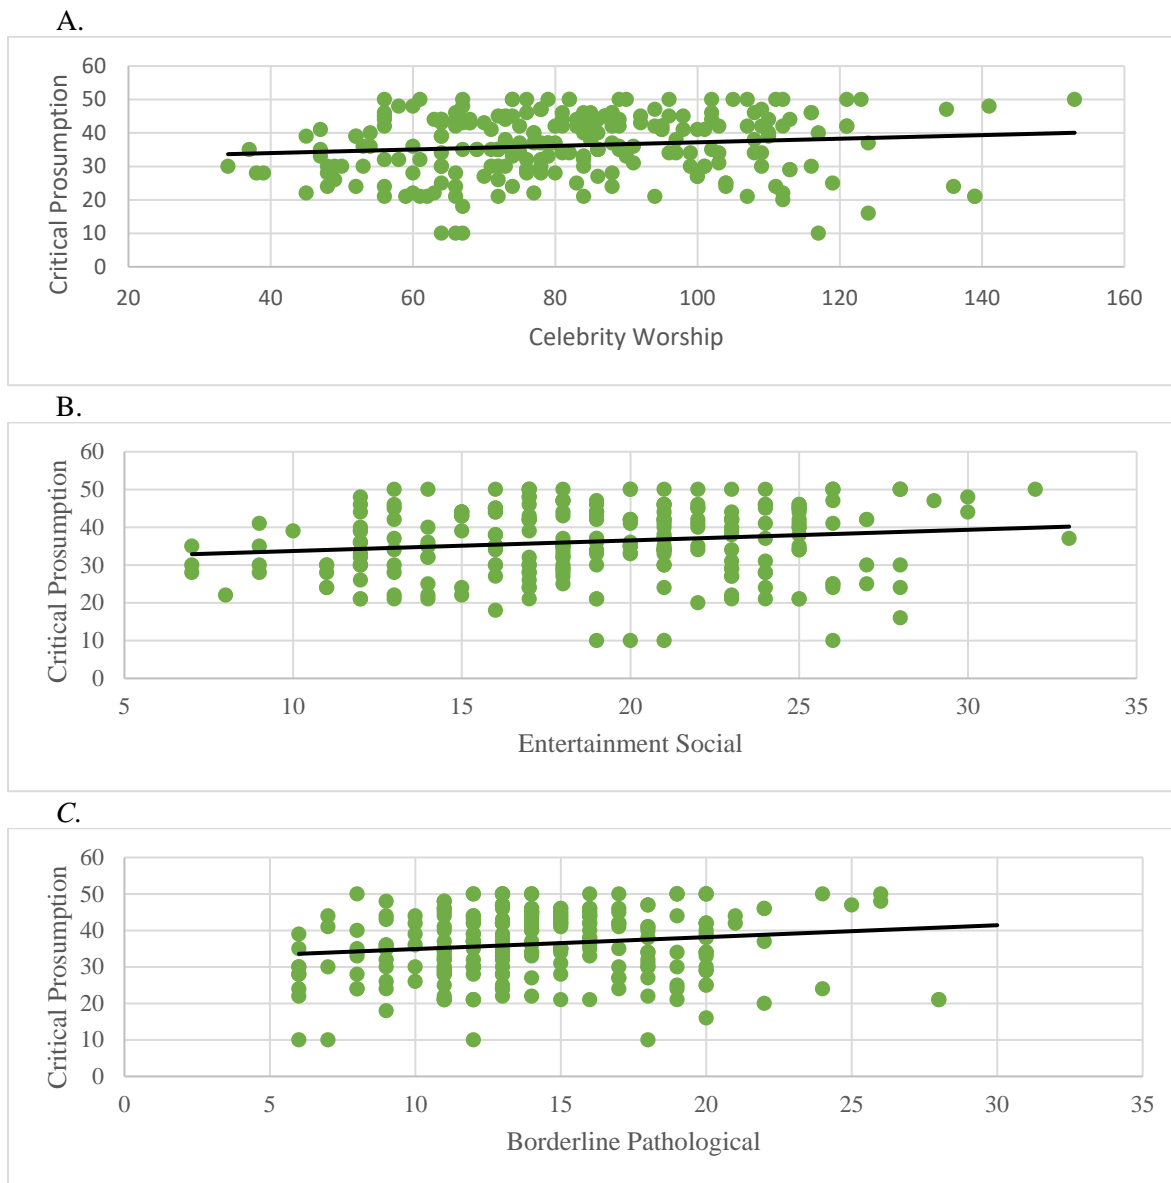 A.
Critical Prosumption
60
50
40
30
20
10
0
20 40 60 80 100 120 140 160
Celebrity Worship
B.
Critical Prosumption
60
50
40
30
20
10
0
5 10 15 20 25 30 35
Entertainment Social
C.
Critical Prosumption
60
50
40
30
20
10
0
0 5 10 15 20 25 30 35
Borderline Pathological